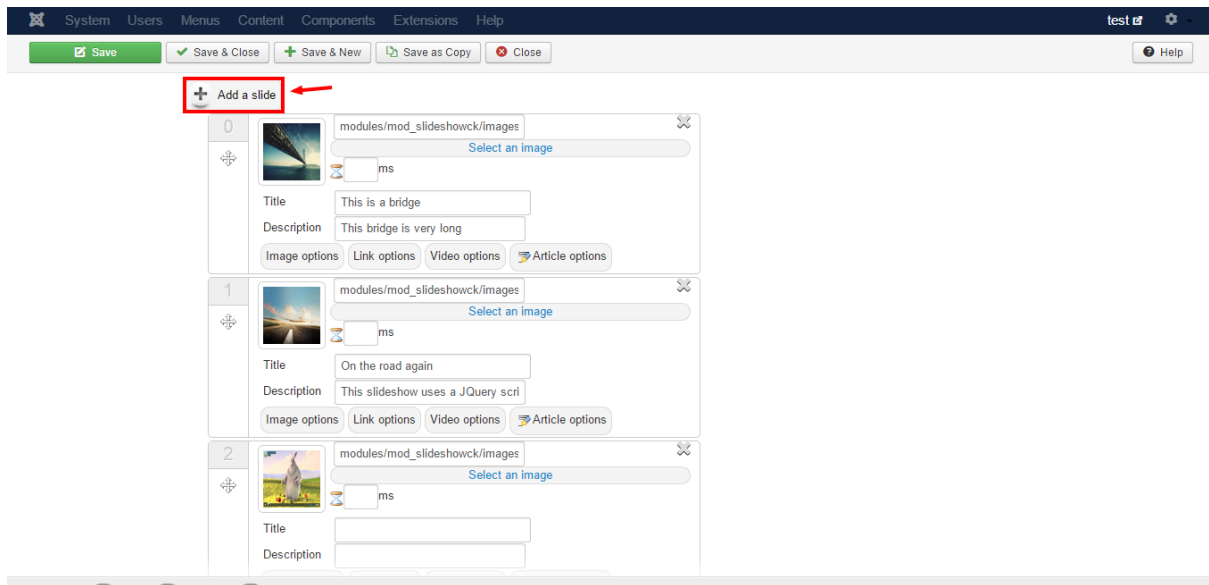 System Users Menus Content Components Extensions Help test
Save Save & Close Save & New Save as Copy Close Help
Add a slide
0 modules/mod_slideshowck/images
Select an image
ms
Title This is a bridge
Description This bridge is very long
Image options Link options Video options Article options
1 modules/mod_slideshowck/images
Select an image
ms
Title On the road again
Description This slideshow uses a JQuery scri
Image options Link options Video options Article options
2 modules/mod_slideshowck/images
Select an image
ms
Title
Description